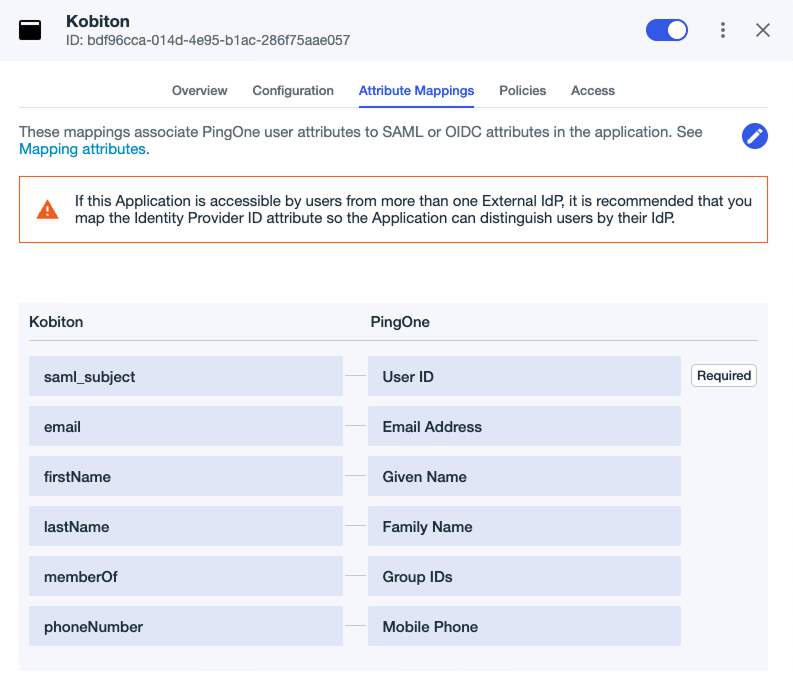 Kobiton
ID: bdf96cca-014d-4e95-b1ac-286f75aae057
Overview Configuration Attribute Mappings Policies Access
These mappings associate PingOne user attributes to SAML or OIDC attributes in the application. See
Mapping attributes.
If this Application is accessible by users from more than one External IdP, it is recommended that you
map the Identity Provider ID attribute so the Application can distinguish users by their IdP.
Kobiton PingOne
saml_subject User ID Required
email Email Address
firstName Given Name
lastName Family Name
memberOf Group IDs
phoneNumber Mobile Phone